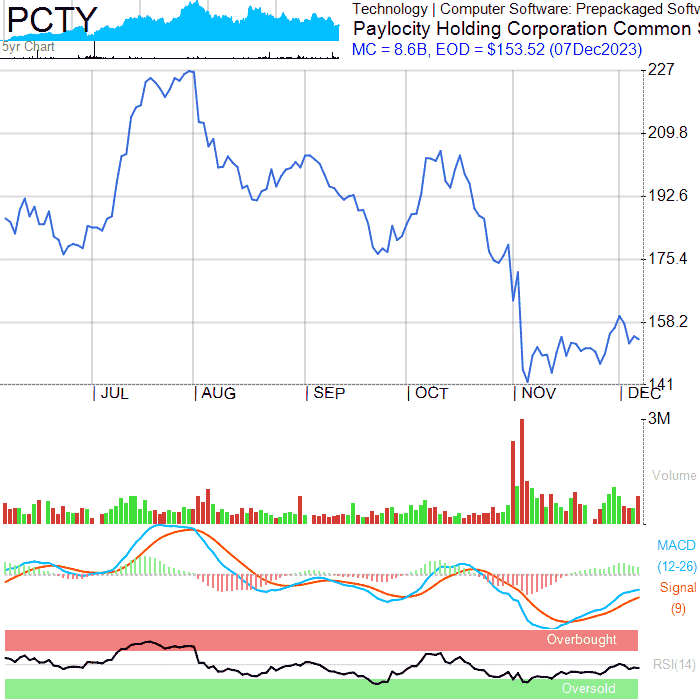 PCTY
5yr Chart
Technology | Computer Software: Prepackaged Softw
Paylocity Holding Corporation Common S
MC = 8.6B, EOD = $153.52 (07Dec2023)
227
209.8
192.6
175.4
158.2
141
JUL AUG SEP OCT NOV DEC
3M
Volume
MACD
(12-26)
Signal
(9)
Overbought
RSI(14)
Oversold